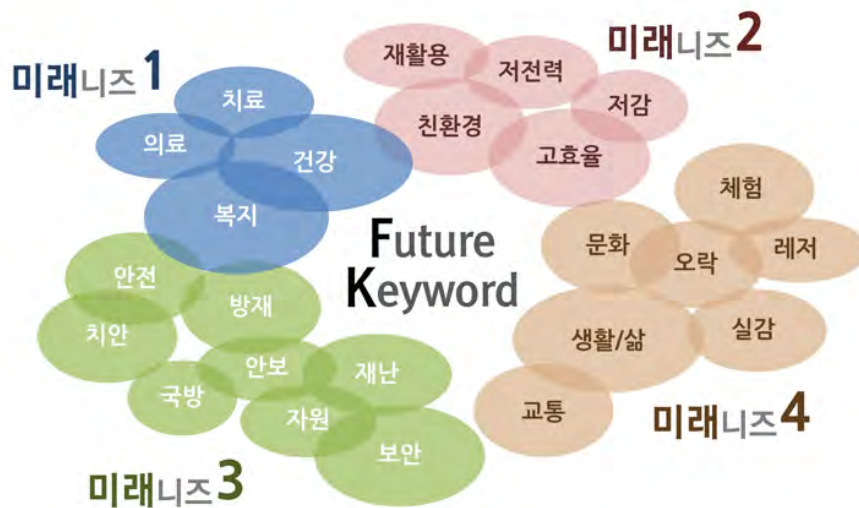 미래니즈1
치료
의료
건강
복지
미래니즈2
재활용
저전력
저감
친환경
고효율
Future
Keyword
안전
방재
치안
안보
재난
국방
자원
보안
미래니즈3
체험
문화
오락
레저
생활/삶
실감
교통
미래니즈4